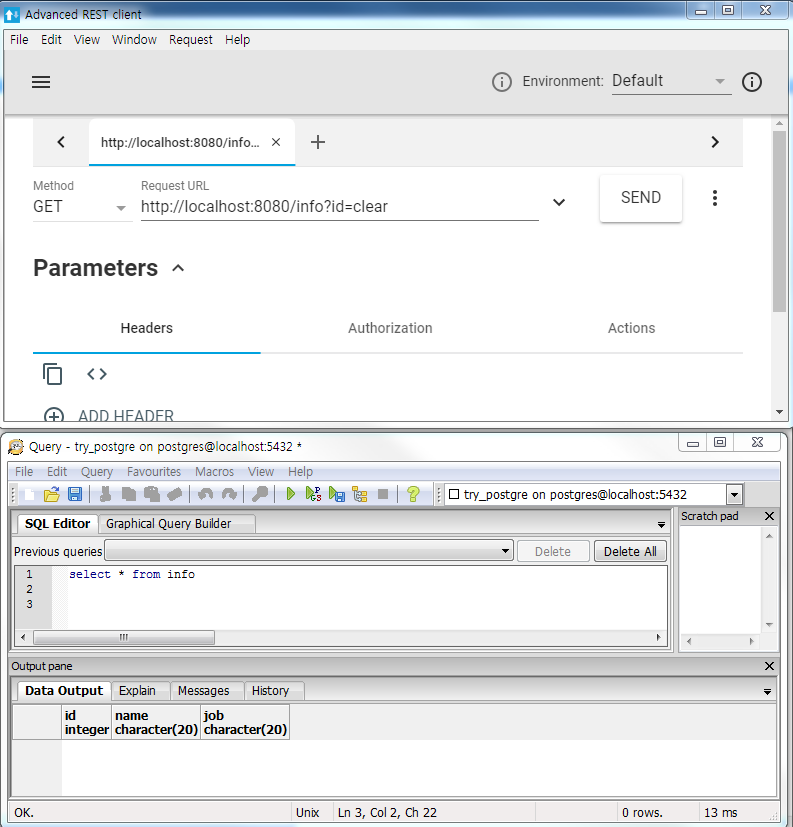 Advanced REST client
File Edit View Window Request Help
Environment: Default
http://localhost:8080/info...
Method
GET
Request URL
http://localhost:8080/info?id=clear
SEND
Parameters
Headers Authorization Actions
ADD HEADER
Query - try_postgre on postgres@localhost:5432 *
File Edit Query Favourites Macros View Help
try_postgre on postgres@localhost:5432
SQL Editor Graphical Query Builder
Scratch pad
Previous queries Delete Delete All
1 select * from info
2
3
Output pane
Data Output Explain Messages History
id name job
integer character(20) character(20)
OK. Unix Ln 3, Col 2, Ch 22 0 rows. 13 ms